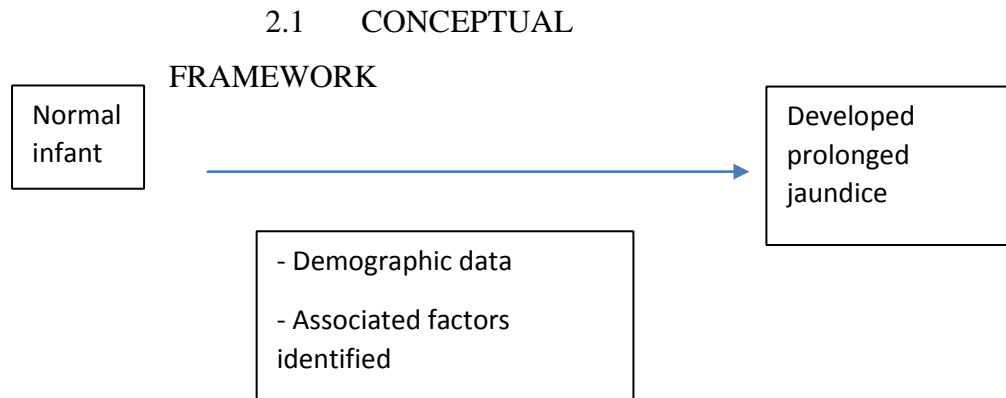 2.1 CONCEPTUAL
FRAMEWORK
Normal
infant
Developed
prolonged
jaundice
- Demographic data
- Associated factors
identified